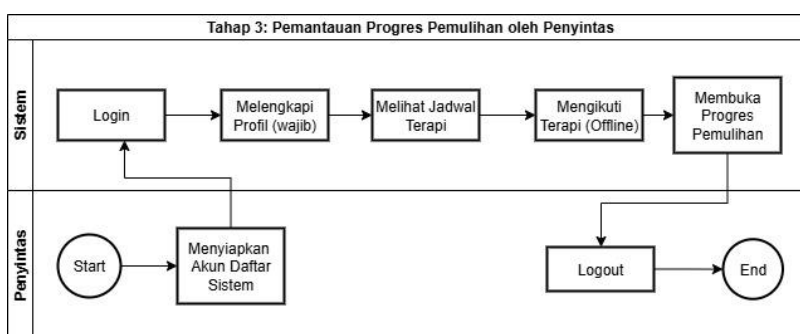 Tahap 3: Pemantauan Progres Pemulihan oleh Penyintas
Sistem
Login
Melengkapi
Profil (wajib)
Melihat Jadwal
Terapi
Mengikuti
Terapi (Offline)
Membuka
Progres
Pemulihan
Penyintas
Start
Menyiapkan
Akun Daftar
Sistem
Logout
End